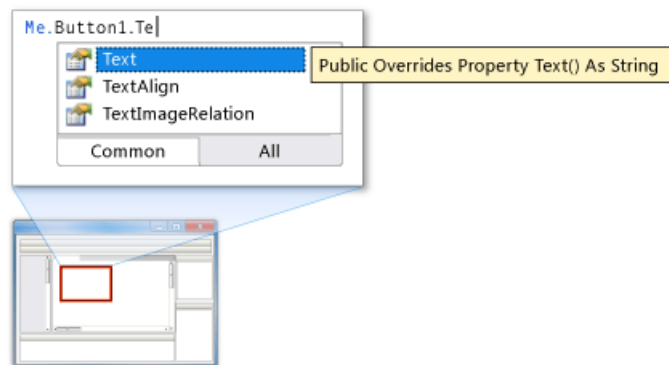 Me.Button1.Te
Text
Public Overrides Property Text() As String
TextAlign
TextImageRelation
Common All